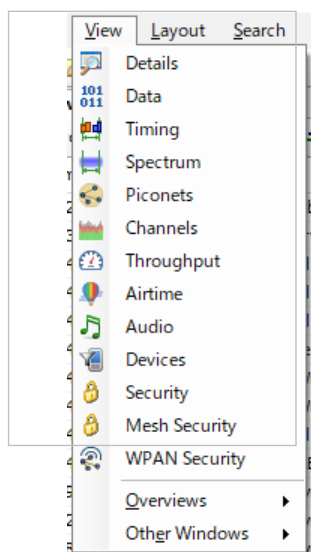 View Layout Search
Details
101
011
Data
Timing
Spectrum
Piconets
Channels
Throughput
Airtime
Audio
Devices
Security
Mesh Security
WPAN Security
Overviews
Other Windows